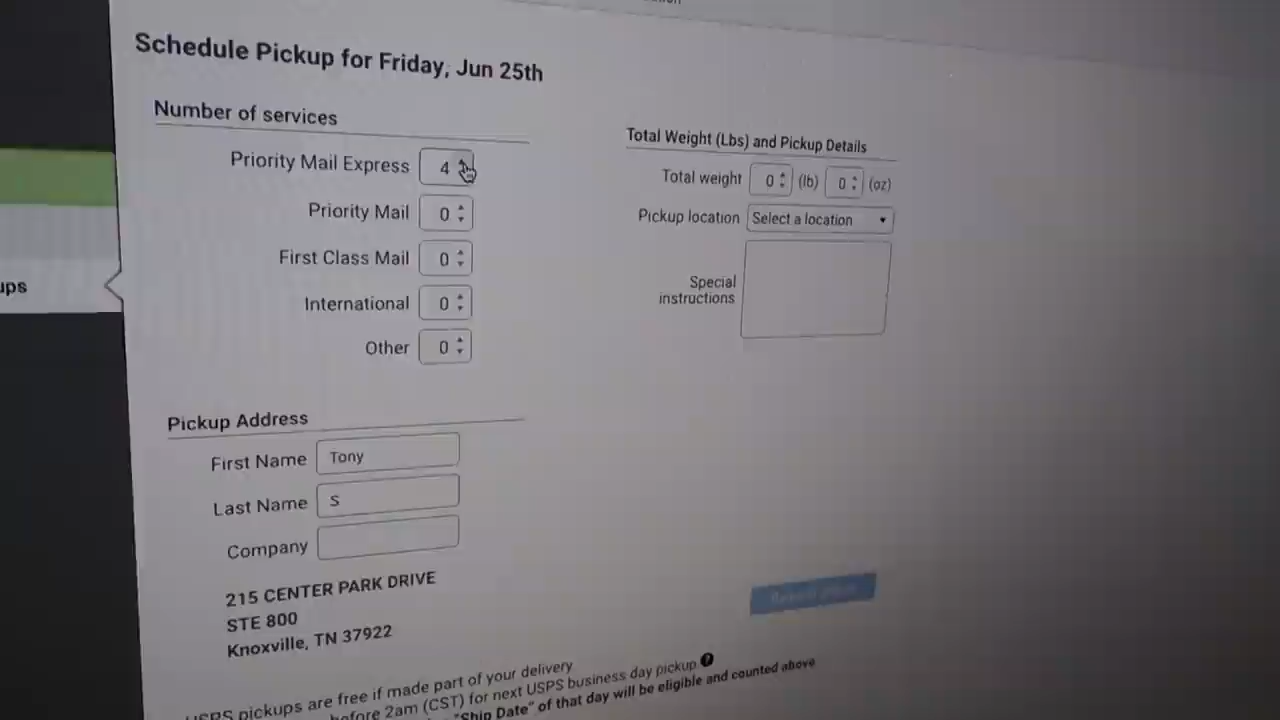 Schedule Pickup for Friday, Jun 25th
Number of services
Priority Mail Express 4
Priority Mail 0
First Class Mail 0
International 0
Other 0
Total Weight (Lbs) and Pickup Details
Total weight 0 (lb) 0 (oz)
Pickup location Select a location
Special
instructions
ups
Pickup Address
First Name Tony
Last Name S
Company
215 CENTER PARK DRIVE
STE 800
Knoxville, TN 37922
USPS pickups are free if made part of your delivery
before 2am (CST) for next USPS business day pickup
"Ship Date" of that day will be eligible and counted above